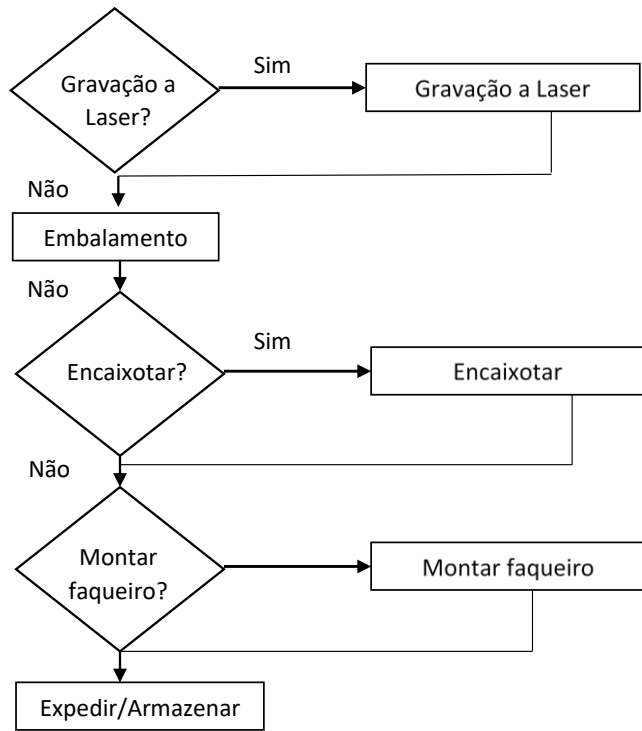 Gravação a
Laser?
Sim
Gravação a Laser
Não
Embalamento
Não
Encaixotar?
Sim
Encaixotar
Não
Montar
faqueiro?
Montar faqueiro
Expedir/Armazenar